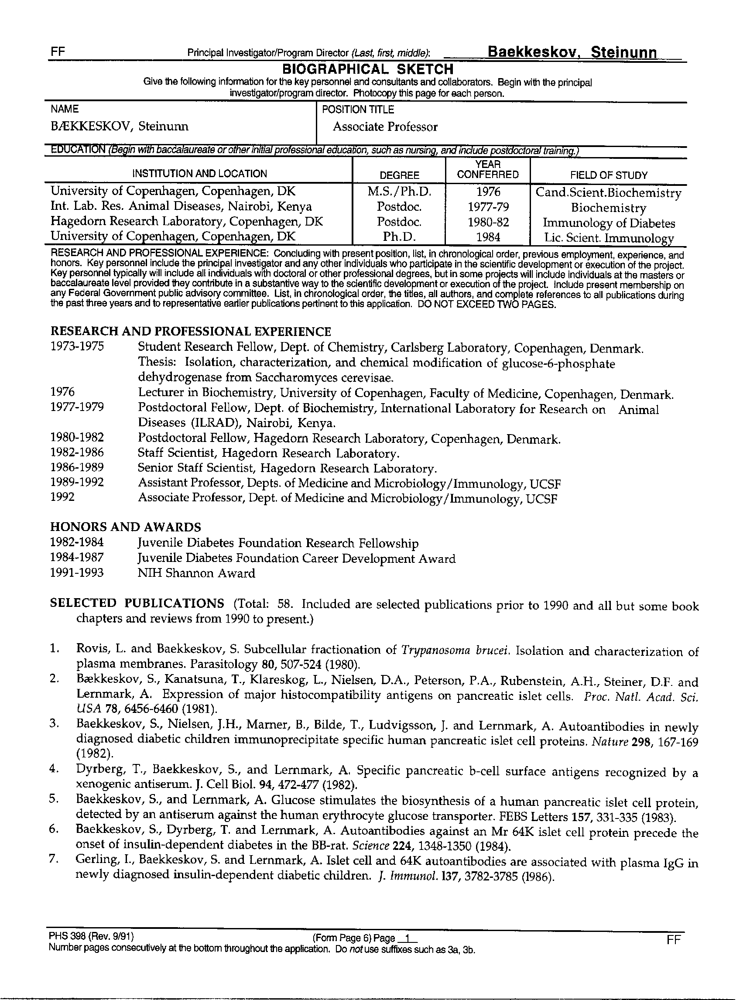 FF Principal Investigator/Program Director (Last, first, middle): Baekkeskov, Steinunn
BIOGRAPHICAL SKETCH
Give the following information for the key personnel and consultants and collaborators. Begin with the principal
investigator/program director. Photocopy this page for each person.
NAME POSITION TITLE
BÆKKESKOV, Steinunn Associate Professor
EDUCATION (Begin with baccalaureate or other initial professional education, such as nursing, and include postdoctoral training.)
INSTITUTION AND LOCATION DEGREE YEAR CONFERRED FIELD OF STUDY
University of Copenhagen, Copenhagen, DK M.S./Ph.D. 1976 Cand.Scient.Biochemistry
Int. Lab. Res. Animal Diseases, Nairobi, Kenya Postdoc. 1977-79 Biochemistry
Hagedorn Research Laboratory, Copenhagen, DK Postdoc. 1980-82 Immunology of Diabetes
University of Copenhagen, Copenhagen, DK Ph.D. 1984 Lic. Scient. Immunology
RESEARCH AND PROFESSIONAL EXPERIENCE: Concluding with present position, list, in chronological order, previous employment, experience, and
honors. Key personnel include the principal investigator and any other individuals who participate in the scientific development or execution of the project.
Key personnel typically will include all individuals with doctoral or other professional degrees, but in some projects will include individuals at the masters or
baccalaureate level provided they contribute in a substantive way to the scientific development or execution of the project. Include present membership on
any Federal Government public advisory committee. List, in chronological order, the titles, all authors, and complete references to all publications during
the past three years and to representative earlier publications pertinent to this application. DO NOT EXCEED TWO PAGES.
RESEARCH AND PROFESSIONAL EXPERIENCE
1973-1975 Student Research Fellow, Dept. of Chemistry, Carlsberg Laboratory, Copenhagen, Denmark.
Thesis: Isolation, characterization, and chemical modification of glucose-6-phosphate
dehydrogenase from Saccharomyces cerevisae.
1976 Lecturer in Biochemistry, University of Copenhagen, Faculty of Medicine, Copenhagen, Denmark.
1977-1979 Postdoctoral Fellow, Dept. of Biochemistry, International Laboratory for Research on Animal
Diseases (ILRAD), Nairobi, Kenya.
1980-1982 Postdoctoral Fellow, Hagedorn Research Laboratory, Copenhagen, Denmark.
1982-1986 Staff Scientist, Hagedorn Research Laboratory.
1986-1989 Senior Staff Scientist, Hagedorn Research Laboratory.
1989-1992 Assistant Professor, Depts. of Medicine and Microbiology/Immunology, UCSF
1992 Associate Professor, Dept. of Medicine and Microbiology/Immunology, UCSF
HONORS AND AWARDS
1982-1984 Juvenile Diabetes Foundation Research Fellowship
1984-1987 Juvenile Diabetes Foundation Career Development Award
1991-1993 NIH Shannon Award
SELECTED PUBLICATIONS (Total: 58. Included are selected publications prior to 1990 and all but some book
chapters and reviews from 1990 to present.)
1. Rovis, L. and Baekkeskov, S. Subcellular fractionation of Trypanosoma brucei. Isolation and characterization of
plasma membranes. Parasitology 80, 507-524 (1980).
2. Bækkeskov, S., Kanatsuna, T., Klareskog, L., Nielsen, D.A., Peterson, P.A., Rubenstein, A.H., Steiner, D.F. and
Lernmark, A. Expression of major histocompatibility antigens on pancreatic islet cells. Proc. Natl. Acad. Sci.
USA 78, 6456-6460 (1981).
3. Baekkeskov, S., Nielsen, J.H., Marner, B., Bilde, T., Ludvigsson, J. and Lernmark, A. Autoantibodies in newly
diagnosed diabetic children immunoprecipitate specific human pancreatic islet cell proteins. Nature 298, 167-169
(1982).
4. Dyrberg, T., Baekkeskov, S., and Lernmark, A. Specific pancreatic b-cell surface antigens recognized by a
xenogenic antiserum. J. Cell Biol. 94, 472-477 (1982).
5. Baekkeskov, S., and Lernmark, A. Glucose stimulates the biosynthesis of a human pancreatic islet cell protein,
detected by an antiserum against the human erythrocyte glucose transporter. FEBS Letters 157, 331-335 (1983).
6. Baekkeskov, S., Dyrberg, T. and Lernmark, A. Autoantibodies against an Mr 64K islet cell protein precede the
onset of insulin-dependent diabetes in the BB-rat. Science 224, 1348-1350 (1984).
7. Gerling, I., Baekkeskov, S. and Lernmark, A. Islet cell and 64K autoantibodies are associated with plasma IgG in
newly diagnosed insulin-dependent diabetic children. J. Immunol. 137, 3782-3785 (1986).
PHS 398 (Rev. 9/91) (Form Page 6) Page 1 FF
Number pages consecutively at the bottom throughout the application. Do not use suffixes such as 3a, 3b.